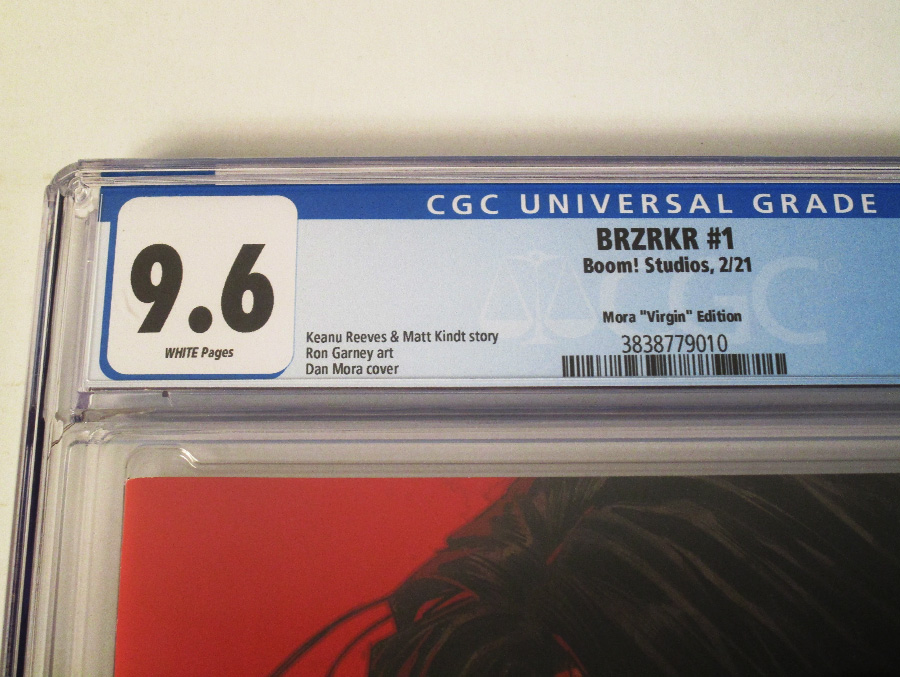 CGC UNIVERSAL GRADE
9.6
WHITE Pages
BRZRKR #1
Boom! Studios, 2/21
Mora "Virgin" Edition
Keanu Reeves & Matt Kindt story
Ron Garney art
Dan Mora cover
3838779010
CGC